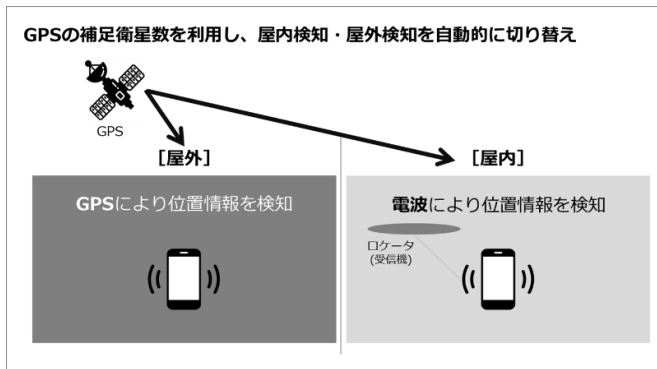 GPSの補足衛星数を利用し、屋内検知・屋外検知を自動的に切り替え
GPS
［屋外］
［屋内］
GPSにより位置情報を検知
電波により位置情報を検知
ロケータ
(受信機)